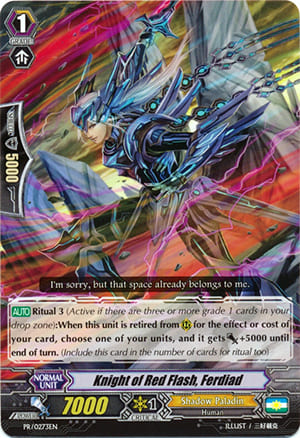 1
GRADE
SHIELD
5000
I'm sorry, but that space already belongs to me.
AUTO Ritual 3 (Active if there are three or more grade 1 cards in your
drop zone):When this unit is retired from for the effect or cost of
your card, choose one of your units, and it gets +5000 until
end of turn. (Include this card in the number of cards for ritual too)
NORMAL
UNIT
Knight of Red Flash, Ferdiad
POWER 7000
1
CRITICAL
Shadow Paladin
Human
PR/0273EN
ILLUST / 三好載克